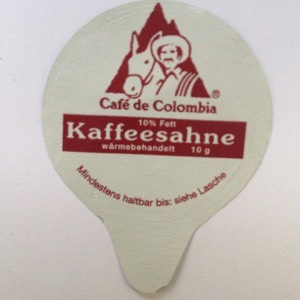 ®
Café de Colombia
10% Fett
Kaffeesahne
wärmebehandelt 10 g
Mindestens haltbar bis: siehe Lasche